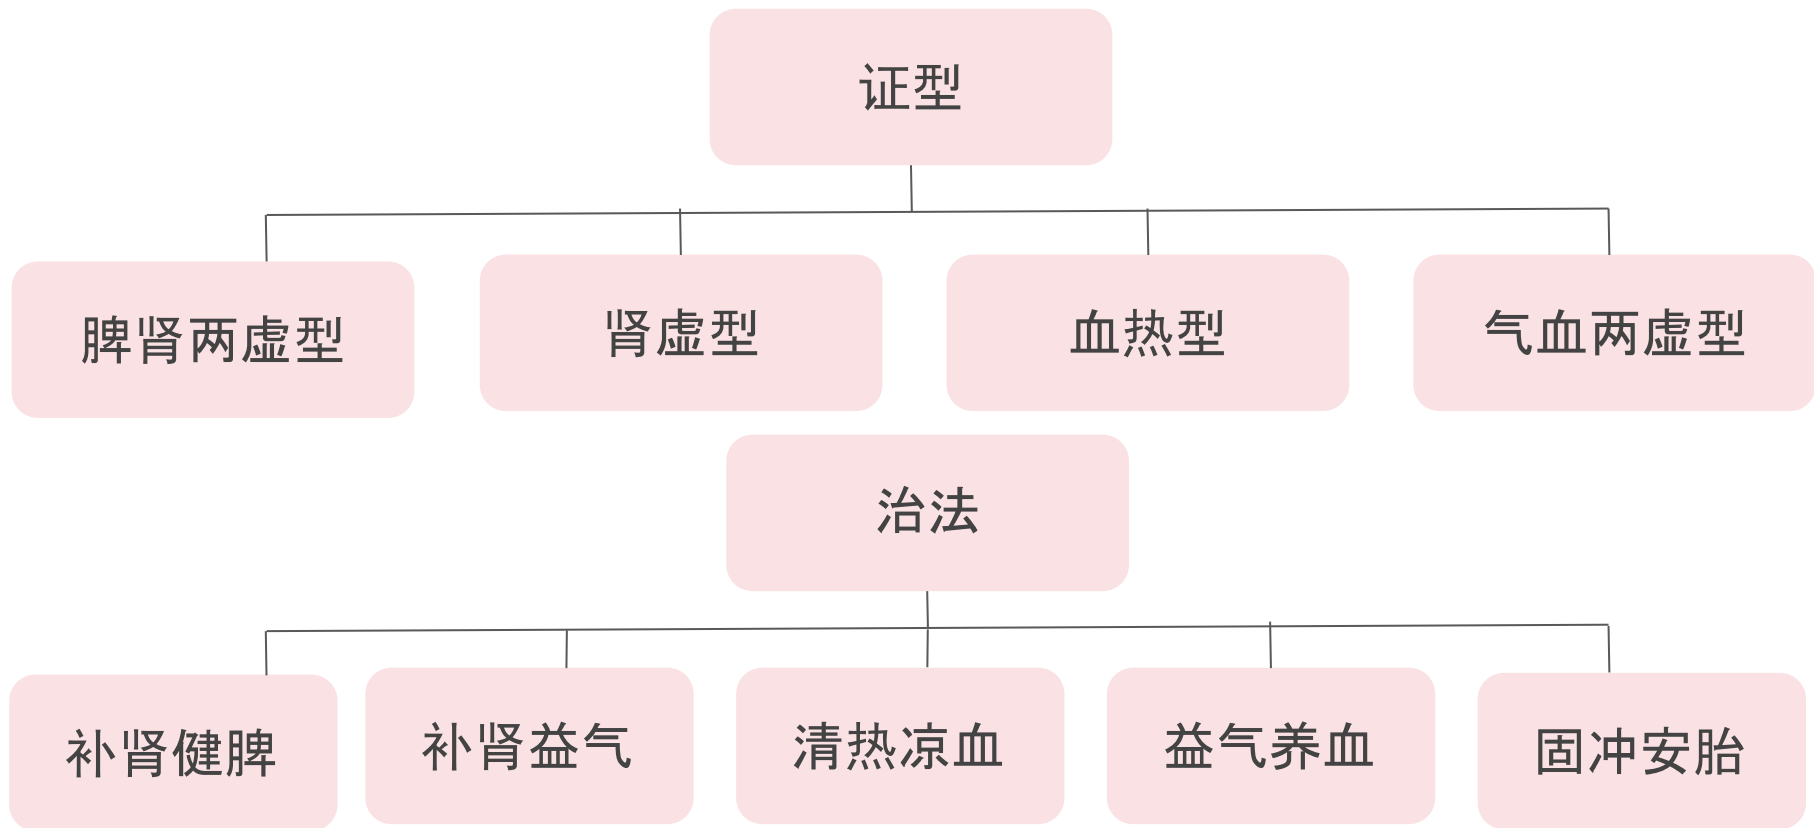 证型
脾肾两虚型
肾虚型
血热型
气血两虚型
治法
补肾健脾
补肾益气
清热凉血
益气养血
固冲安胎